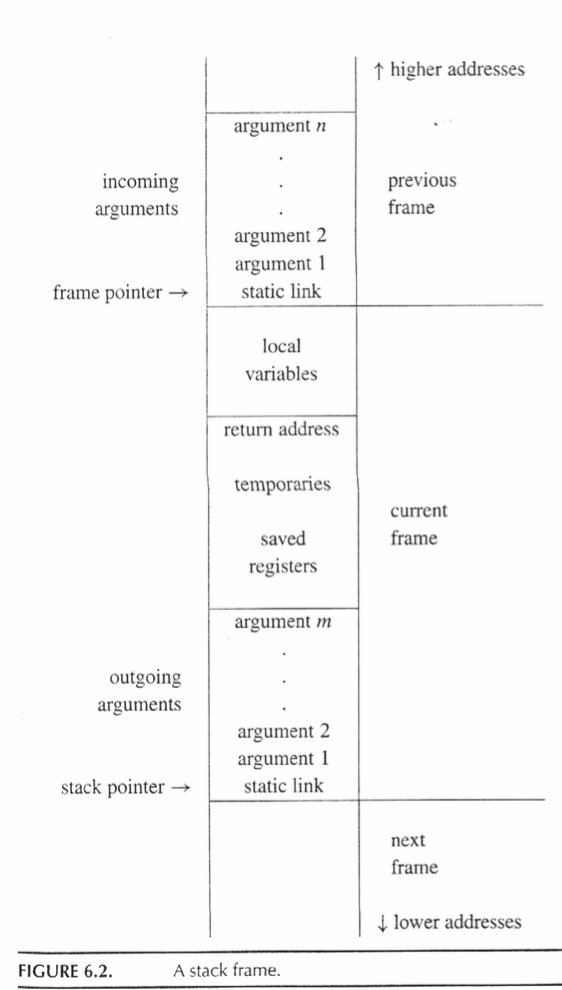 ↑ higher addresses
argument n
.
incoming . previous
arguments . frame
argument 2
argument 1
frame pointer → static link
local
variables
return address
temporaries
current
saved frame
registers
argument m
.
outgoing .
arguments .
argument 2
argument 1
stack pointer → static link
next
frame
↓ lower addresses
FIGURE 6.2. A stack frame.